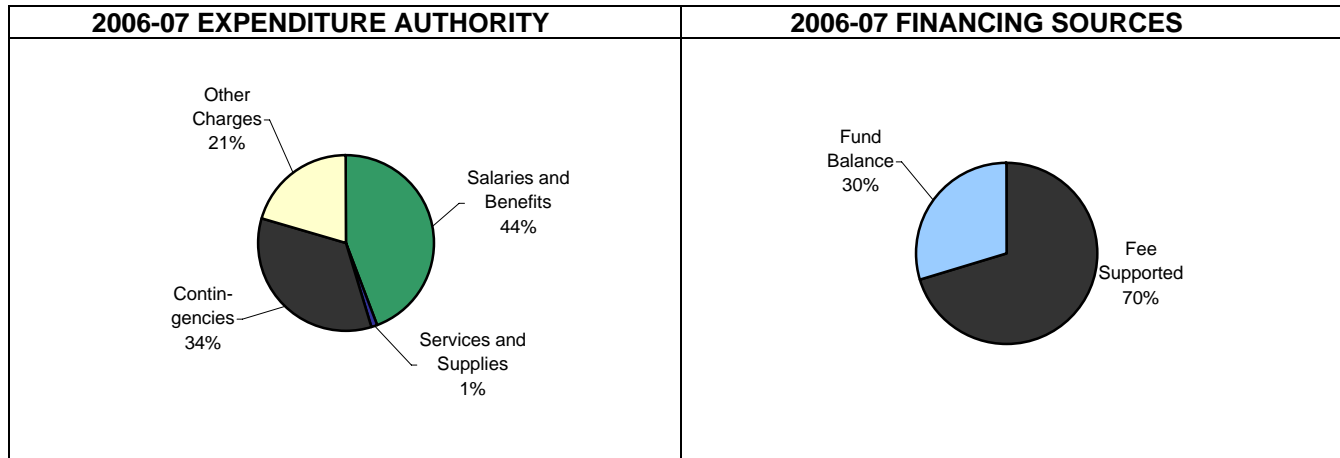 2006-07 EXPENDITURE AUTHORITY
Other
Charges
21%
Salaries and
Benefits
44%
Contin-
gencies
34%
Services and
Supplies
1%
2006-07 FINANCING SOURCES
Fund
Balance
30%
Fee
Supported
70%